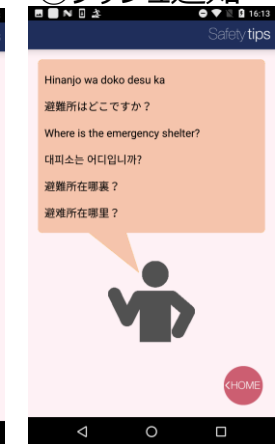 16:13
Safety tips
Hinanjo wa doko desu ka
避難所はどこですか？
Where is the emergency shelter?
대피소는 어디입니까?
避難所在哪裏？
避难所在哪里？
<HOME